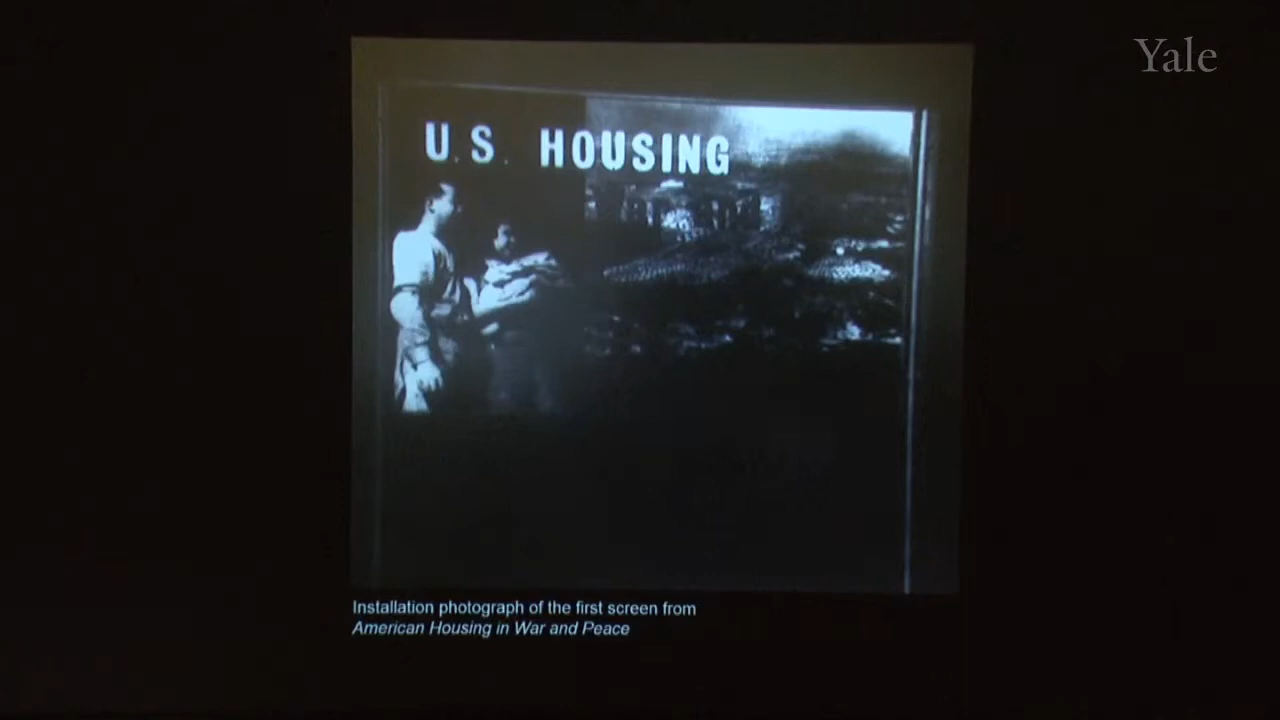 Yale
U.S. HOUSING
Installation photograph of the first screen from
American Housing in War and Peace